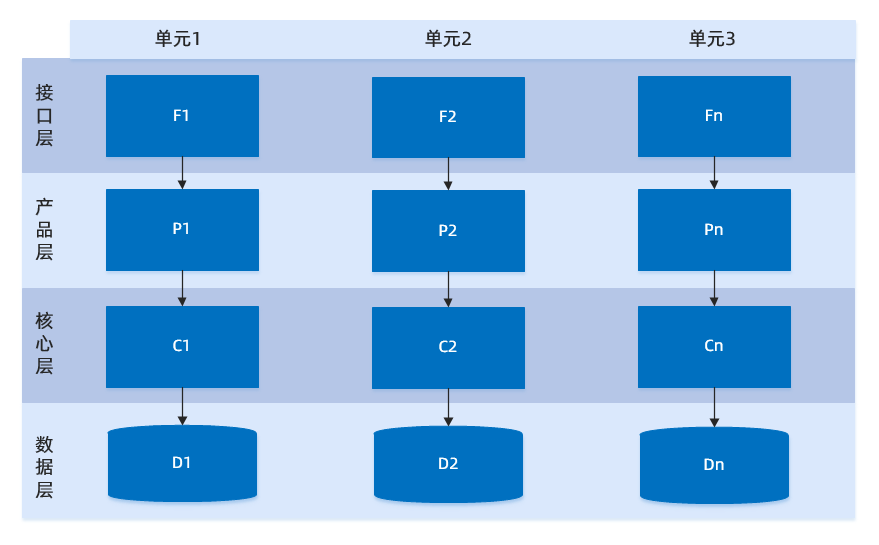 单元1 单元2 单元3
接口层
F1 F2 Fn
产品层
P1 P2 Pn
核心层
C1 C2 Cn
数据层
D1 D2 Dn